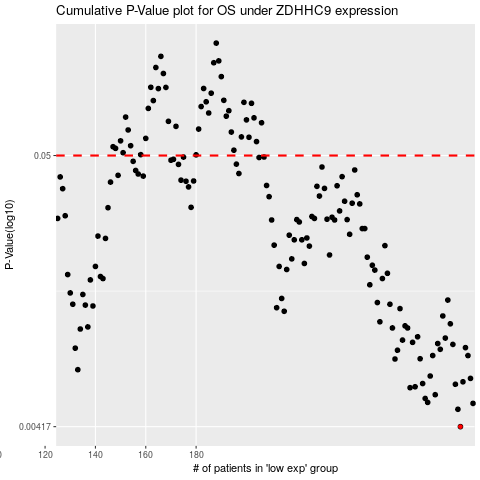 Cumulative P-Value plot for OS under ZDHHC9 expression
P-Value(log10)
0.05
0.00417
0 120 140 160 180
# of patients in 'low exp' group